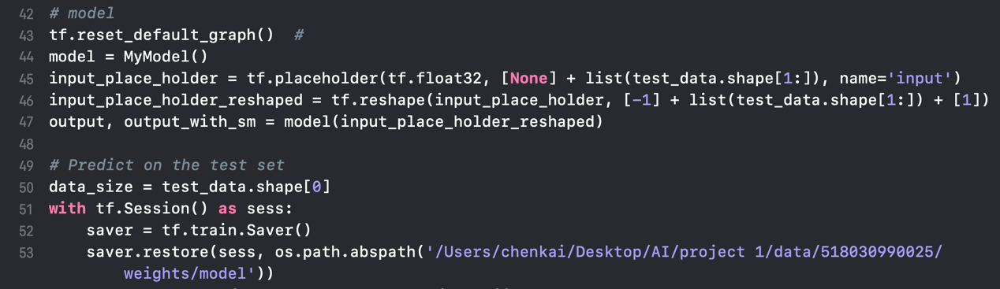 42 # model
43 tf.reset_default_graph()  #
44 model = MyModel()
45 input_place_holder = tf.placeholder(tf.float32, [None] + list(test_data.shape[1:]), name='input')
46 input_place_holder_reshaped = tf.reshape(input_place_holder, [-1] + list(test_data.shape[1:]) + [1])
47 output, output_with_sm = model(input_place_holder_reshaped)
48
49 # Predict on the test set
50 data_size = test_data.shape[0]
51 with tf.Session() as sess:
52     saver = tf.train.Saver()
53     saver.restore(sess, os.path.abspath('/Users/chenkai/Desktop/AI/project 1/data/518030990025/
weights/model'))